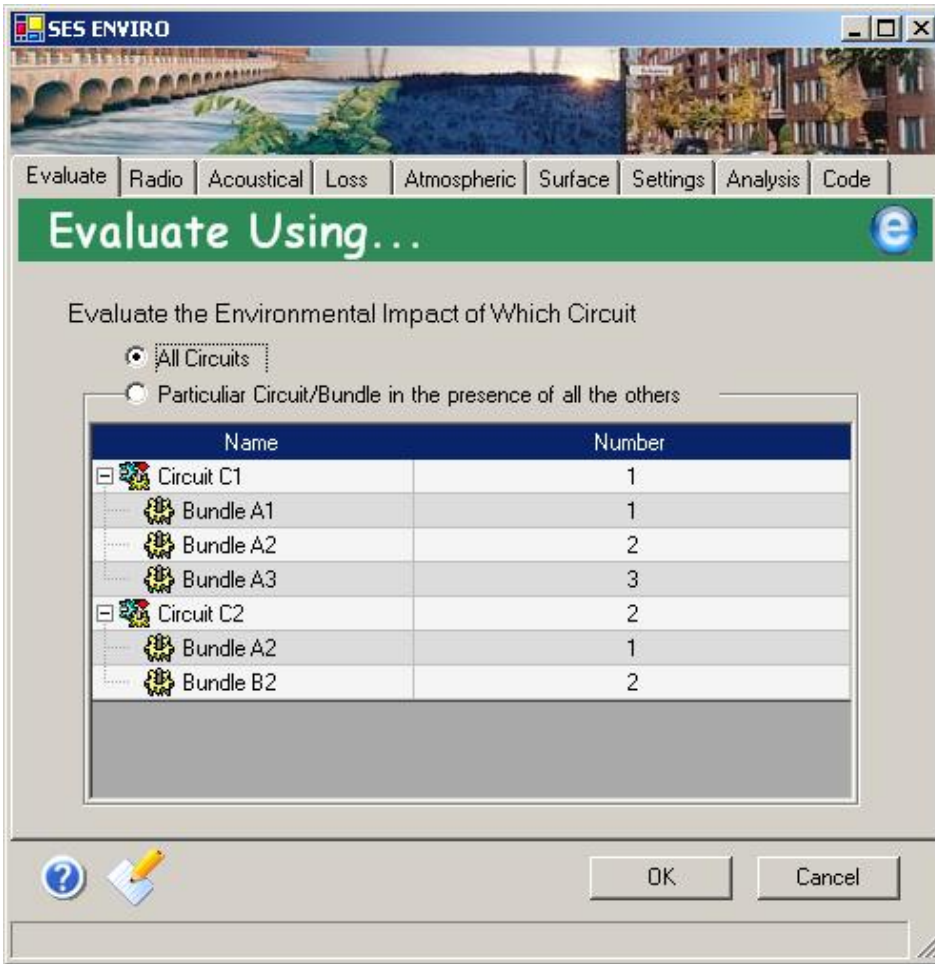 SES ENVIRO
Evaluate Radio Acoustical Loss Atmospheric Surface Settings Analysis Code
Evaluate Using...
e
Evaluate the Environmental Impact of Which Circuit
All Circuits
Particuliar Circuit/Bundle in the presence of all the others
Name Number
Circuit C1 1
Bundle A1 1
Bundle A2 2
Bundle A3 3
Circuit C2 2
Bundle A2 1
Bundle B2 2
? OK Cancel